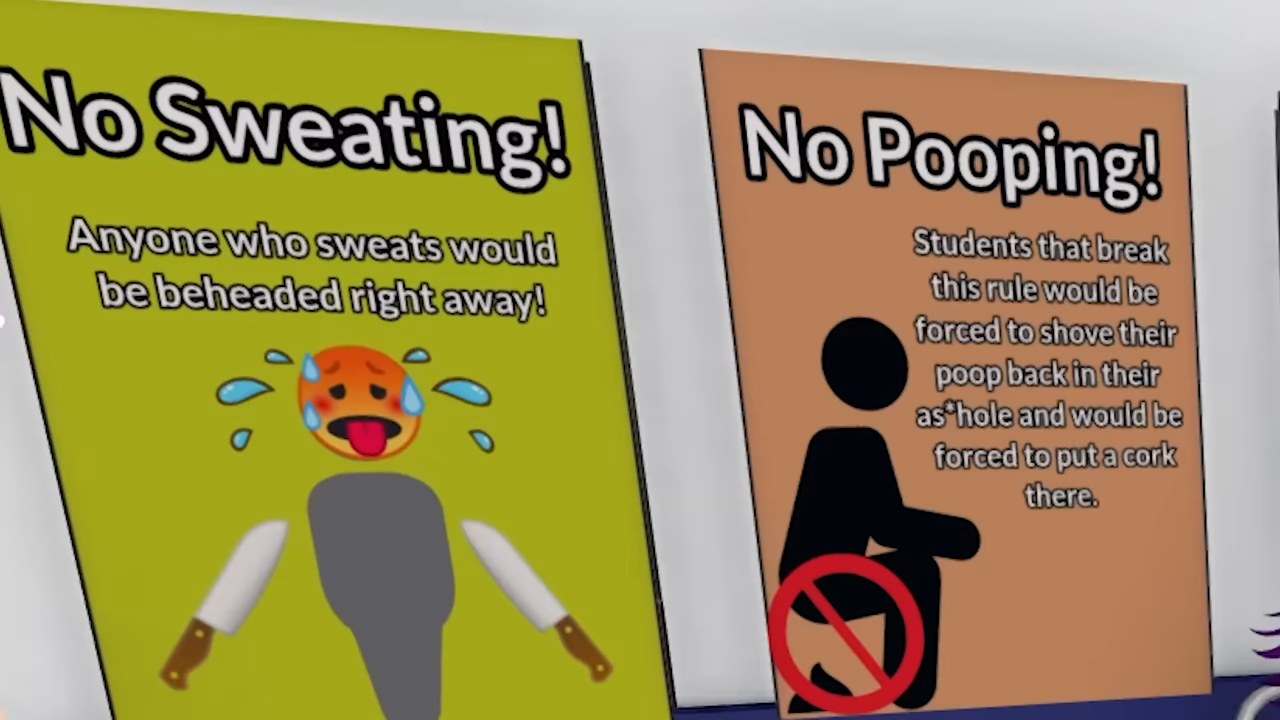 No Sweating!
Anyone who sweats would
be beheaded right away!
No Pooping!
Students that break
this rule would be
forced to shove their
poop back in their
as*hole and would be
forced to put a cork
there.